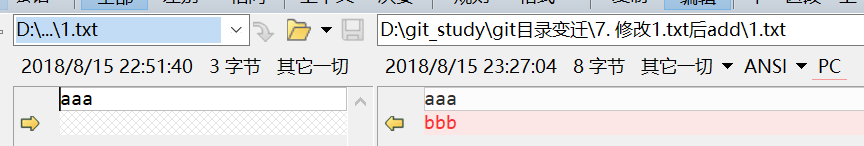 D:\...\1.txt
D:\git_study\git目录变迁\7. 修改1.txt后add\1.txt
2018/8/15 22:51:40 3 字节 其它一切
2018/8/15 23:27:04 8 字节 其它一切 ANSI PC
aaa
aaa
bbb